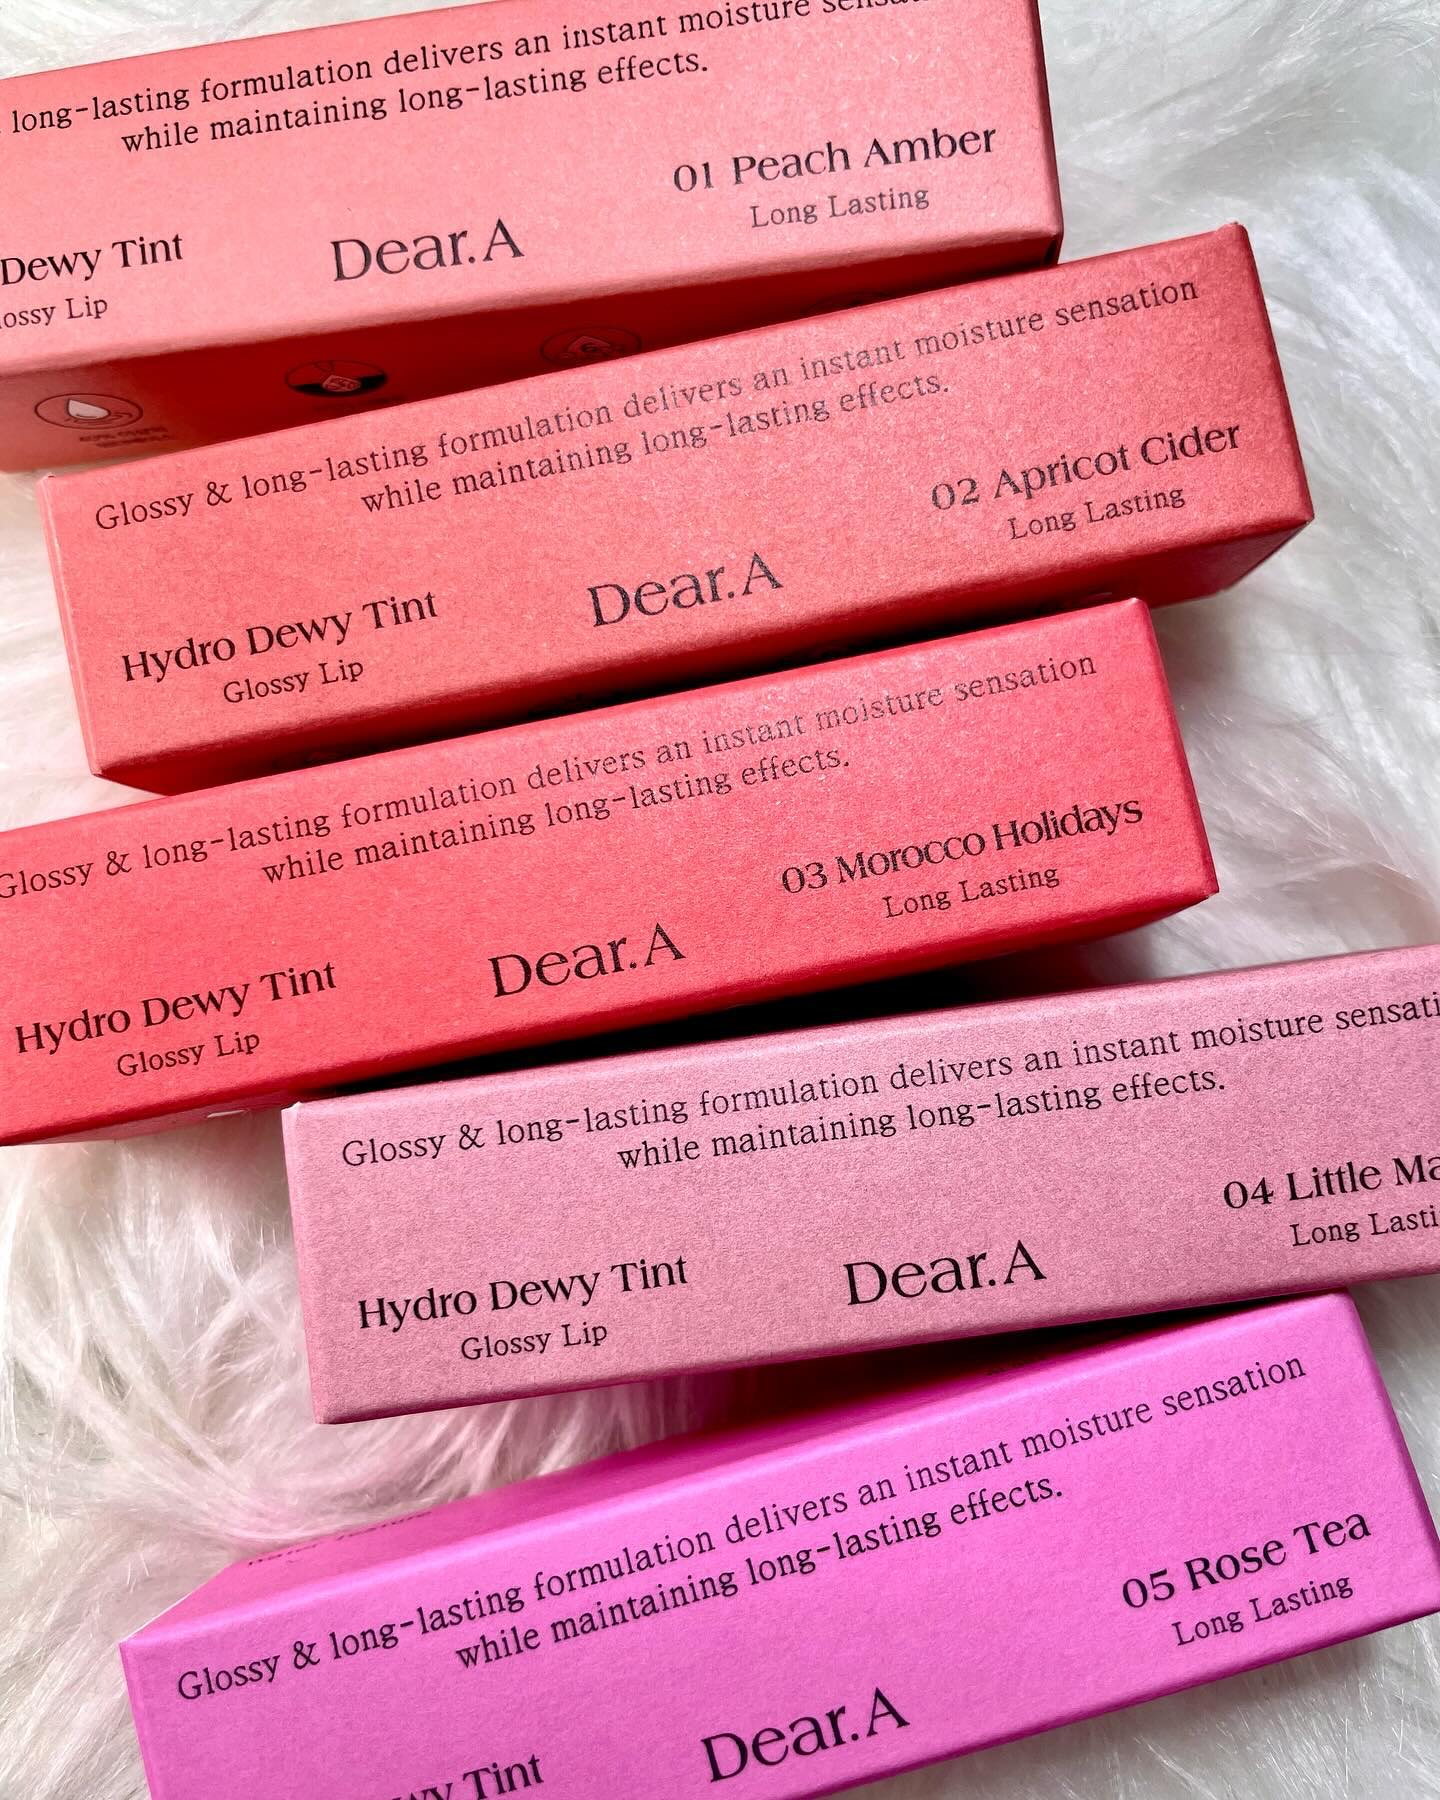 long-lasting formulation delivers an instant moisture
while maintaining long-lasting effects.
01 Peach Amber
Long Lasting
Dear.A
Dewy Tint
Lip
Glossy & long-lasting formulation delivers an instant moisture sensation
while maintaining long-lasting effects.
02 Apricot Cider
Long Lasting
Dear.A
Hydro Dewy Tint
Glossy Lip
Glossy & long-lasting formulation delivers an instant moisture sensation
while maintaining long-lasting effects.
03 Morocco Holidays
Long Lasting
Dear.A
Hydro Dewy Tint
Glossy Lip
Glossy & long-lasting formulation delivers an instant moisture
while maintaining long-lasting effects.
04 Little
Long
Dear.A
Hydro Dewy Tint
Glossy Lip
Glossy & long-lasting formulation delivers an instant moisture sensation
while maintaining long-lasting effects.
05 Rose Tea
Long Lasting
Dear.A
Tint